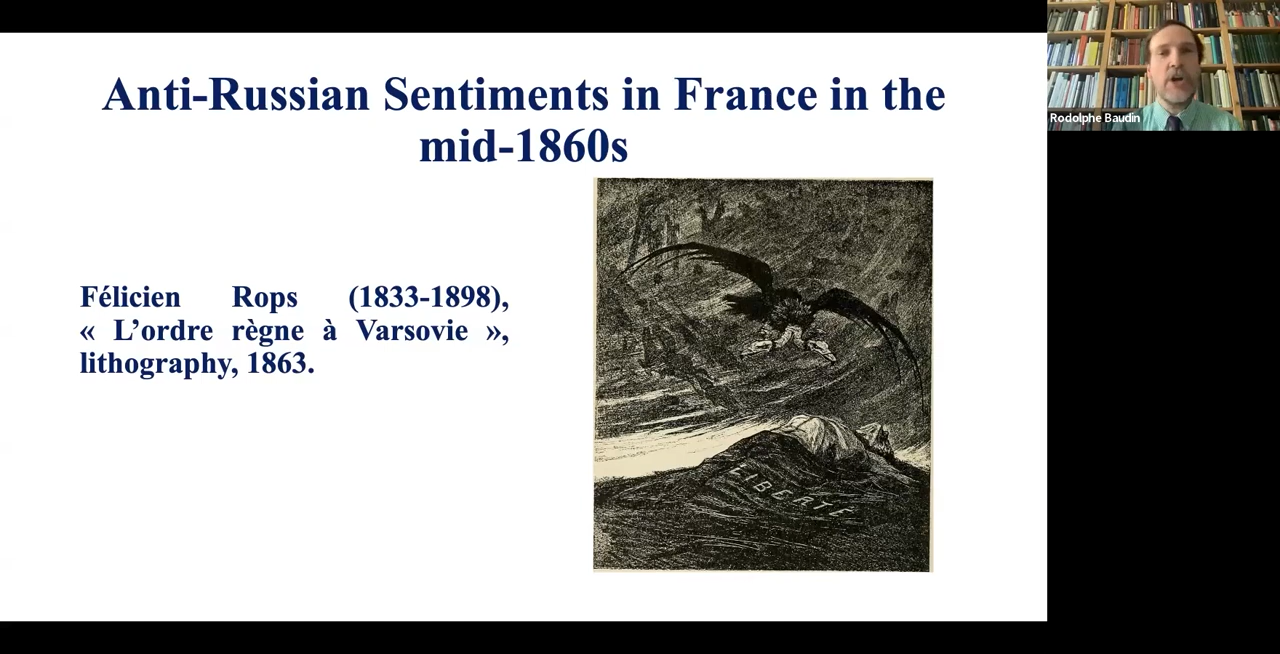 Anti-Russian Sentiments in France in the
mid-1860s
Félicien Rops (1833-1898),
« L’ordre règne à Varsovie »,
lithography, 1863.
LIBERTÉ
Rodolphe Baudin